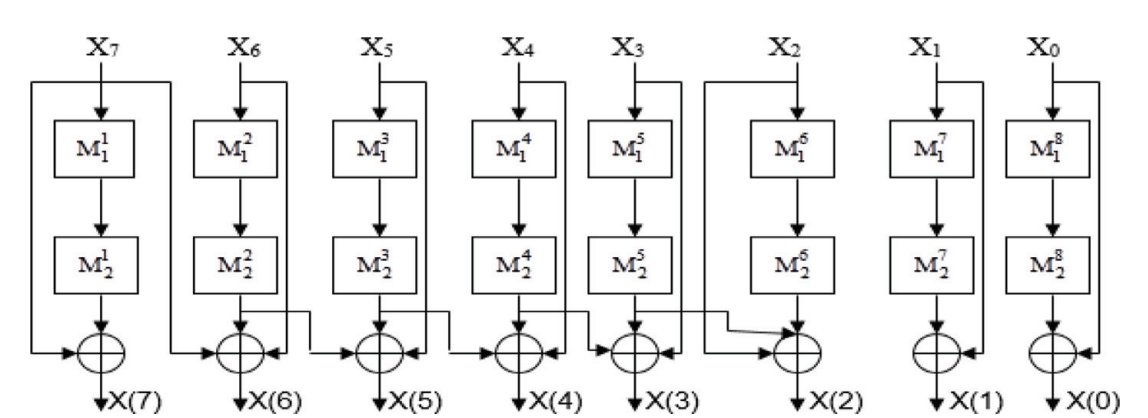 X₇ X₆ X₅ X₄ X₃ X₂ X₁ X₀
M₁¹ M₁² M₁³ M₁⁴ M₁⁵ M₁⁶ M₁⁷ M₁⁸
M₂¹ M₂² M₂³ M₂⁴ M₂⁵ M₂⁶ M₂⁷ M₂⁸
X(7) X(6) X(5) X(4) X(3) X(2) X(1) X(0)